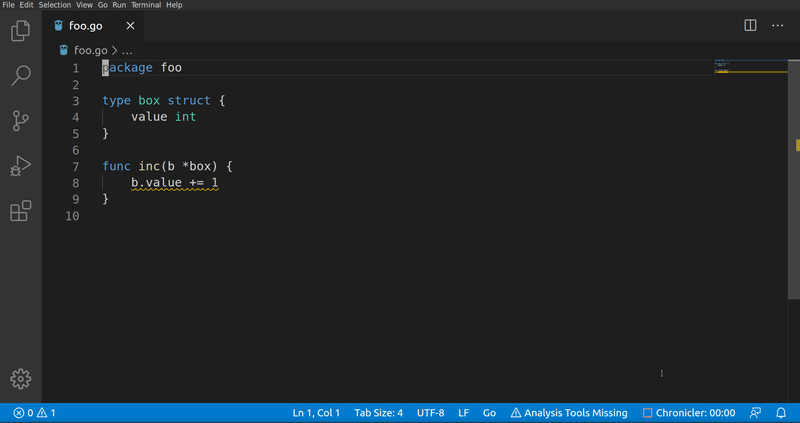 File Edit Selection View Go Run Terminal Help
foo.go
foo.go > ...
1 package foo
2
3 type box struct {
4 value int
5 }
6
7 func inc(b *box) {
8 b.value += 1
9 }
10
0 1 Ln 1, Col 1 Tab Size: 4 UTF-8 LF Go Analysis Tools Missing Chronicler: 00:00